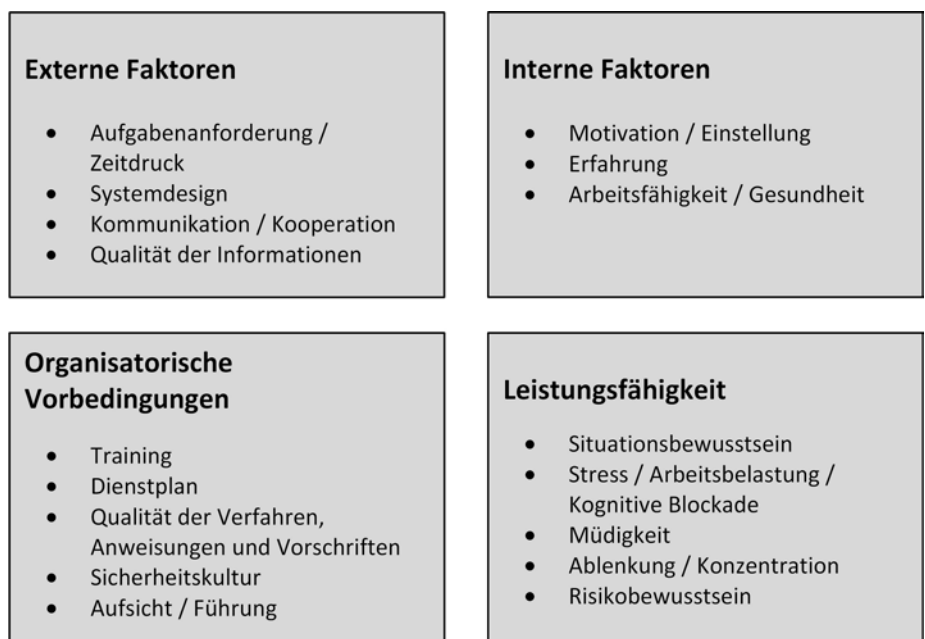 Externe Faktoren
• Aufgabenanforderung /
Zeitdruck
• Systemdesign
• Kommunikation / Kooperation
• Qualität der Informationen
Interne Faktoren
• Motivation / Einstellung
• Erfahrung
• Arbeitsfähigkeit / Gesundheit
Organisatorische
Vorbedingungen
• Training
• Dienstplan
• Qualität der Verfahren,
Anweisungen und Vorschriften
• Sicherheitskultur
• Aufsicht / Führung
Leistungsfähigkeit
• Situationsbewusstsein
• Stress / Arbeitsbelastung /
Kognitive Blockade
• Müdigkeit
• Ablenkung / Konzentration
• Risikobewusstsein